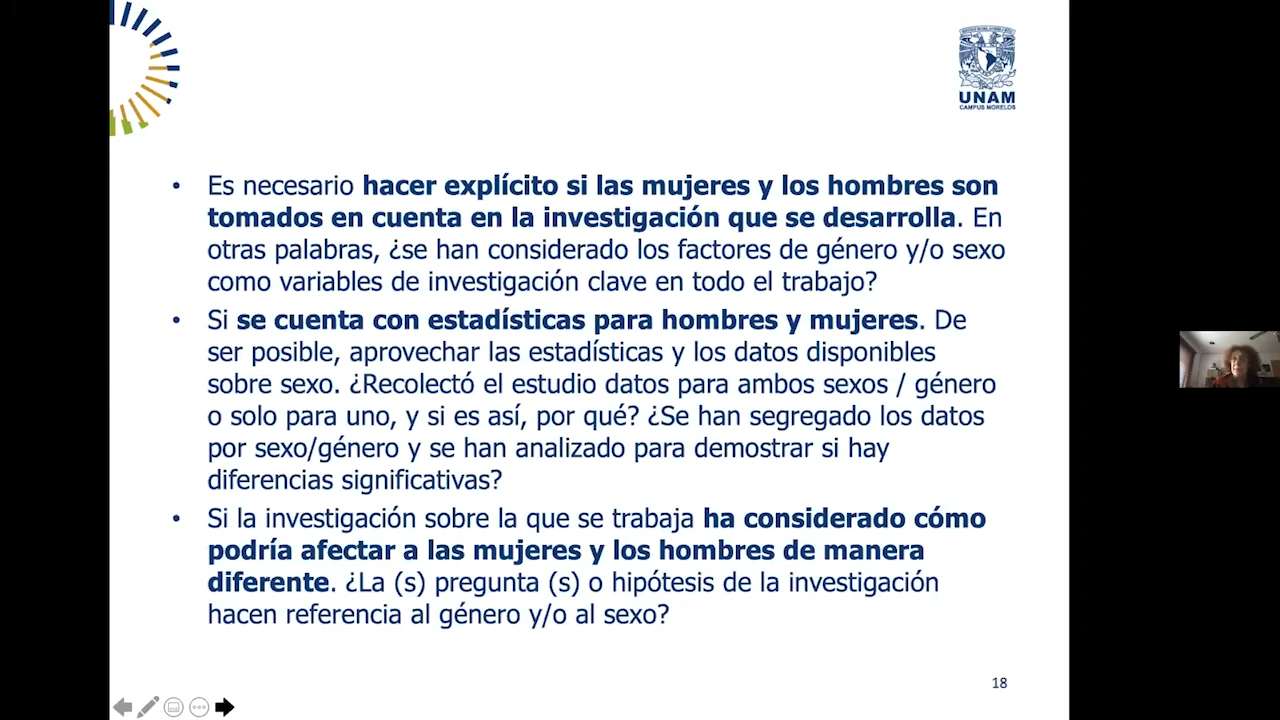 UNAM
CAMPUS MORELOS
• Es necesario hacer explícito si las mujeres y los hombres son
tomados en cuenta en la investigación que se desarrolla. En
otras palabras, ¿se han considerado los factores de género y/o sexo
como variables de investigación clave en todo el trabajo?
• Si se cuenta con estadísticas para hombres y mujeres. De
ser posible, aprovechar las estadísticas y los datos disponibles
sobre sexo. ¿Recolectó el estudio datos para ambos sexos / género
o solo para uno, y si es así, por qué? ¿Se han segregado los datos
por sexo/género y se han analizado para demostrar si hay
diferencias significativas?
• Si la investigación sobre la que se trabaja ha considerado cómo
podría afectar a las mujeres y los hombres de manera
diferente. ¿La (s) pregunta (s) o hipótesis de la investigación
hacen referencia al género y/o al sexo?
18